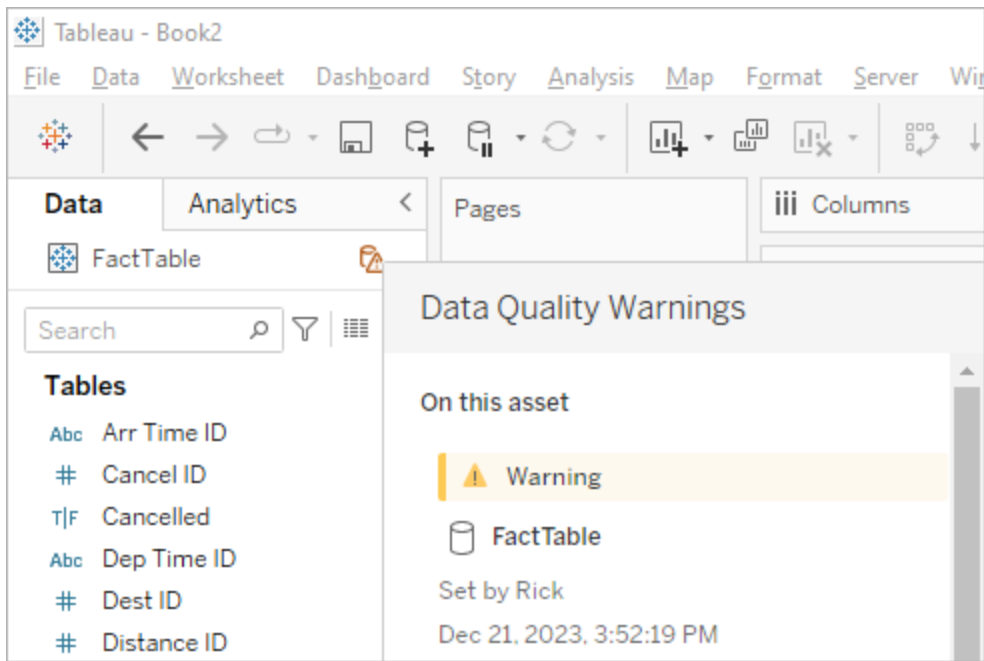 Tableau - Book2
File Data Worksheet Dashboard Story Analysis Map Format Server
Data Analytics
Pages
Columns
FactTable
Data Quality Warnings
Search
On this asset
Tables
Abc Arr Time ID
# Cancel ID
Warning
T|F Cancelled
FactTable
Abc Dep Time ID
Set by Rick
# Dest ID
Dec 21, 2023, 3:52:19 PM
# Distance ID